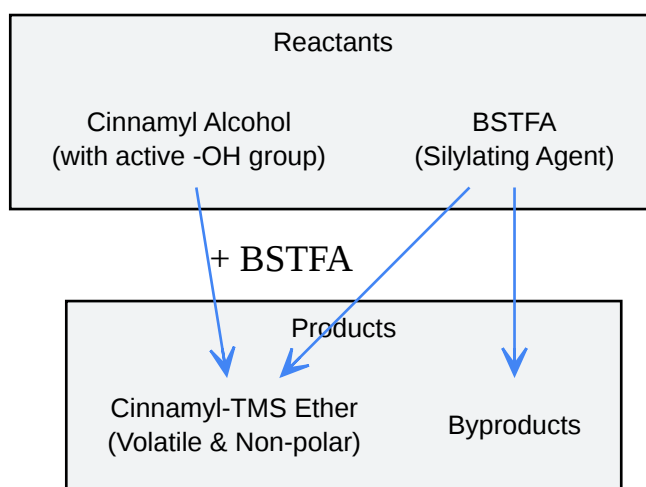 Reactants
Cinnamyl Alcohol
(with active -OH group)
BSTFA
(Silylating Agent)
+ BSTFA
Products
Cinnamyl-TMS Ether
(Volatile & Non-polar)
Byproducts